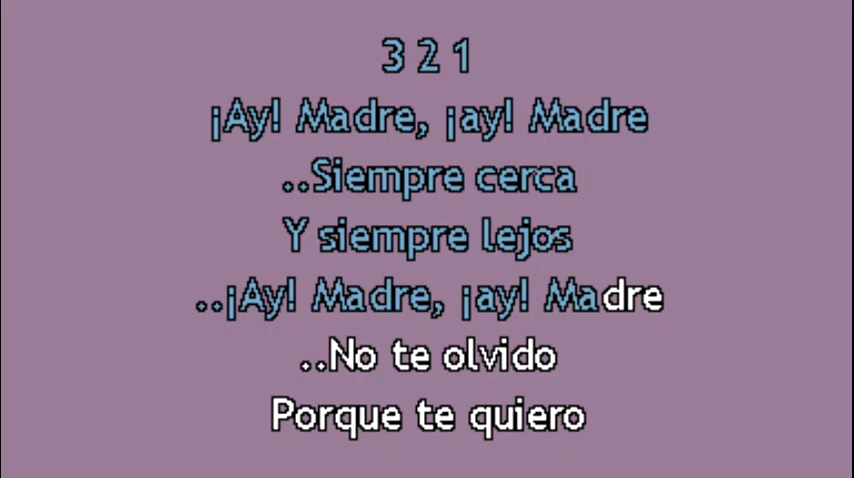 3 2 1
¡Ay! Madre, ¡ay! Madre
..Siempre cerca
Y siempre lejos
..¡Ay! Madre, ¡ay! Madre
..No te olvido
Porque te quiero